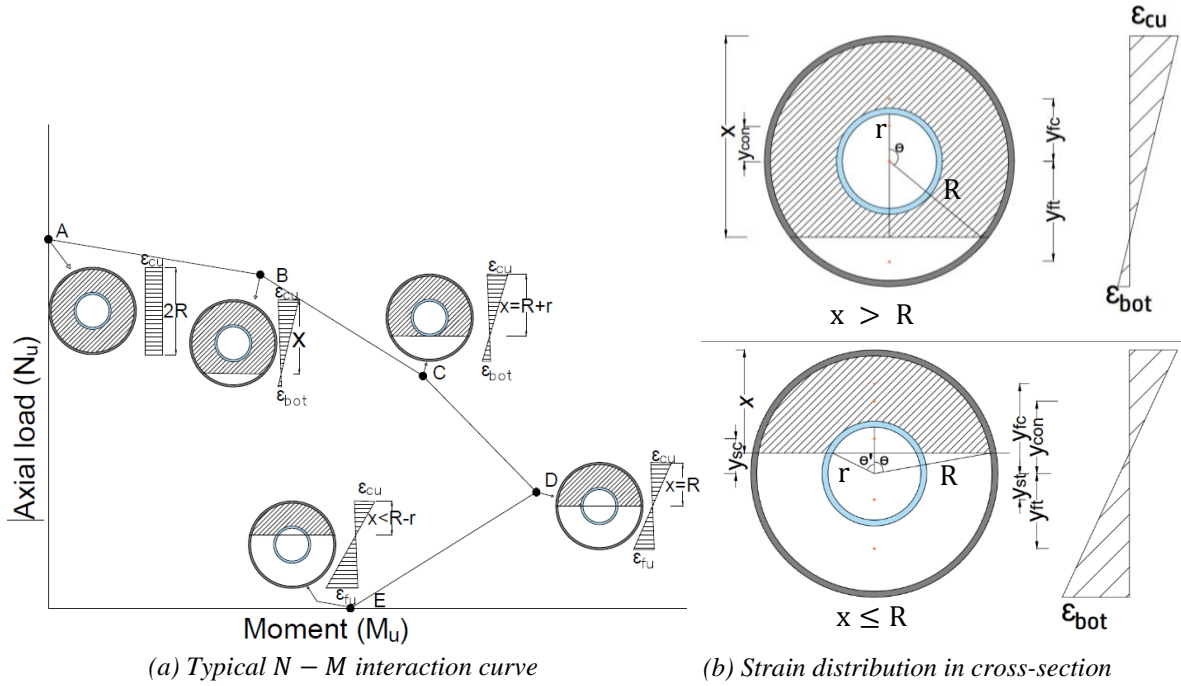 Axial load (Nᵤ)
A
εcu
2R
B
εcu
X
εbot
εcu
x=R+r
εbot
C
D
εcu
x=R
εfu
εcu
x<R-r
εfu
E
Moment (Mᵤ)
(a) Typical N − M interaction curve
x
ycon
r
θ
R
yfc
yft
εcu
εbot
x > R
x
ysc
θ' θ
r
R
yst
yft
ycon
yfc
εbot
x ≤ R
(b) Strain distribution in cross-section